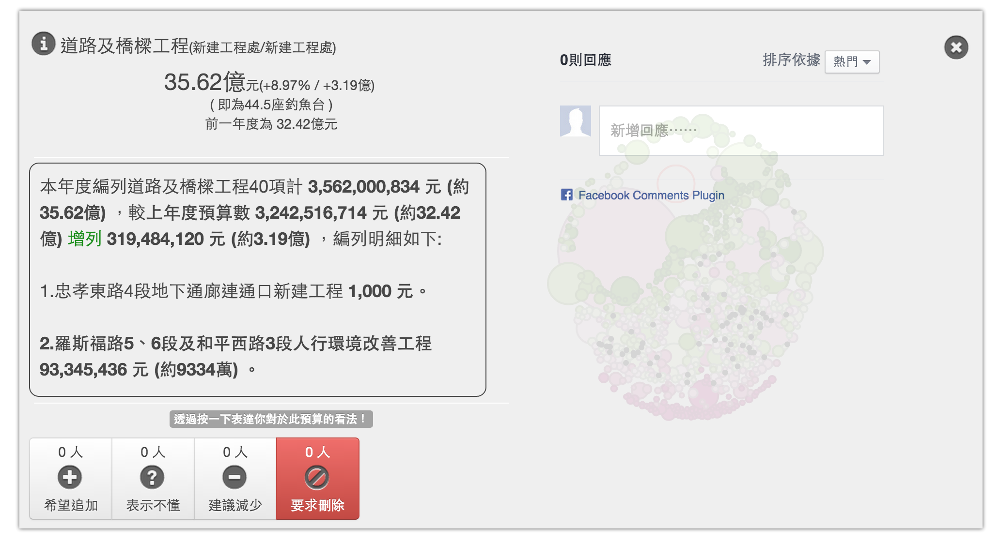 道路及橋樑工程(新建工程處/新建工程處)
35.62億元(+8.97% / +3.19億)
( 即為44.5座釣魚台 )
前一年度為 32.42億元
本年度編列道路及橋樑工程40項計 3,562,000,834 元 (約
35.62億) ，較上年度預算數 3,242,516,714 元 (約32.42
億) 增列 319,484,120 元 (約3.19億) ，編列明細如下:
1.忠孝東路4段地下通廊連通口新建工程 1,000 元。
2.羅斯福路5、6段及和平西路3段人行環境改善工程
93,345,436 元 (約9334萬) 。
透過按一下表達你對於此預算的看法！
0 人
希望追加
0 人
表示不懂
0 人
建議減少
0 人
要求刪除
0則回應
排序依據 熱門
新增回應⋯⋯
Facebook Comments Plugin